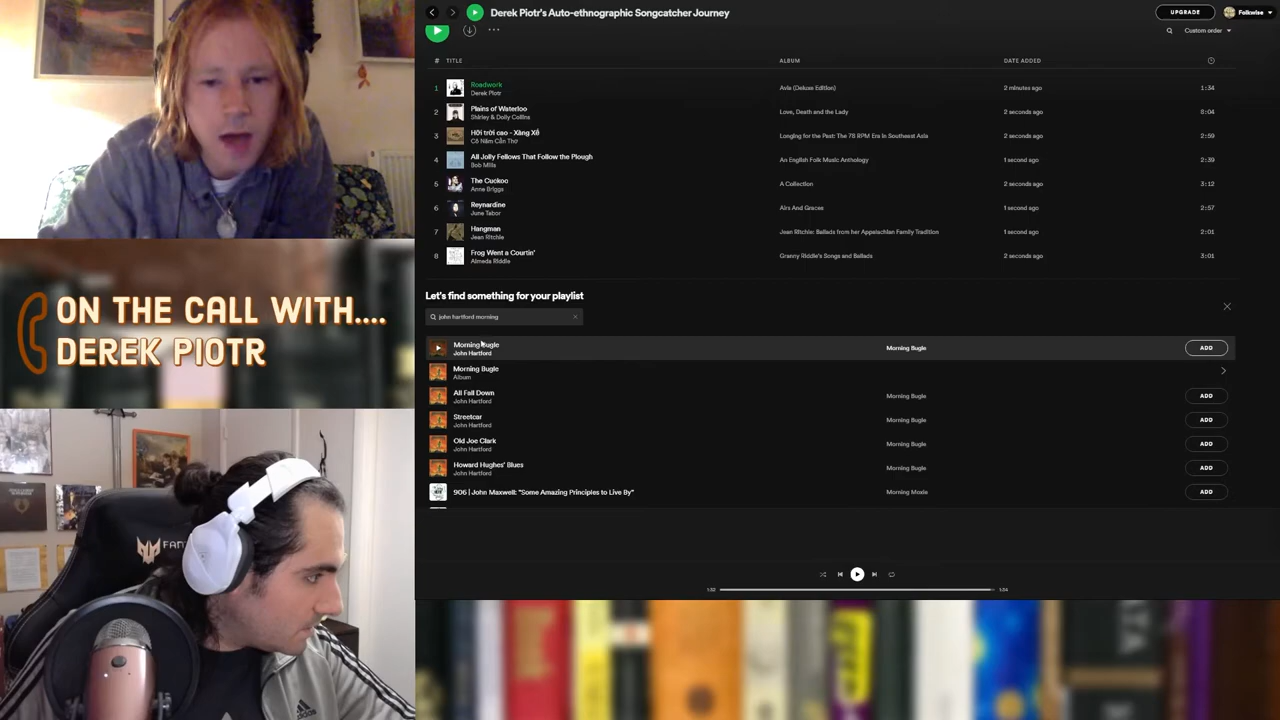 Derek Piotr's Auto-ethnographic Songcatcher Journey
UPGRADE
Folkwise
Custom order
# TITLE ALBUM DATE ADDED
1 Roadwork Avia (Deluxe Edition) 2 minutes ago 1:34
Derek Piotr
2 Plains of Waterloo Love, Death and the Lady 2 seconds ago 6:04
Shirley & Dolly Collins
3 Hỡi trời cao - Xàng Xê Longing for the Past: The 78 RPM Era in Southeast Asia 2 seconds ago 2:59
Cô Năm Cần Thơ
4 All Jolly Fellows That Follow the Plough An English Folk Music Anthology 1 second ago 2:39
Bob Mills
5 The Cuckoo A Collection 2 seconds ago 3:12
Anne Briggs
6 Reynardine Airs And Graces 1 second ago 2:57
June Tabor
7 Hangman Jean Ritchie: Ballads from her Appalachian Family Tradition 1 second ago 2:01
Jean Ritchie
8 Frog Went a Courtin' Granny Riddle's Songs and Ballads 2 seconds ago 3:01
Almeda Riddle
Let's find something for your playlist
john hartford morning
Morning Bugle Morning Bugle ADD
John Hartford
Morning Bugle
Album
All Fall Down Morning Bugle ADD
John Hartford
Streetcar Morning Bugle ADD
John Hartford
Old Joe Clark Morning Bugle ADD
John Hartford
Howard Hughes' Blues Morning Bugle ADD
John Hartford
906 | John Maxwell: "Some Amazing Principles to Live By" Morning Moxie ADD
1:32 1:34
ON THE CALL WITH....
DEREK PIOTR